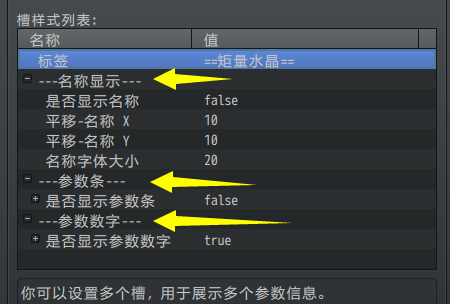 槽样式列表:
名称 值
标签 ==矩量水晶==
---名称显示---
是否显示名称 false
平移-名称 X 10
平移-名称 Y 10
名称字体大小 20
---参数条---
是否显示参数条 false
---参数数字---
是否显示参数数字 true
你可以设置多个槽，用于展示多个参数信息。